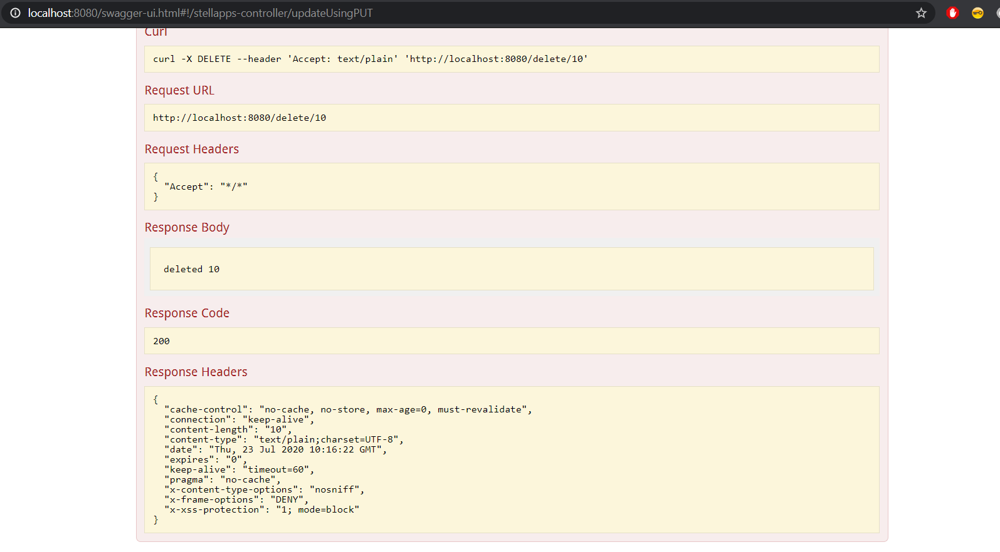 localhost:8080/swagger-ui.html#!/stellapps-controller/updateUsingPUT
Curl
curl -X DELETE --header 'Accept: text/plain' 'http://localhost:8080/delete/10'
Request URL
http://localhost:8080/delete/10
Request Headers
{
  "Accept": "*/*"
}
Response Body
deleted 10
Response Code
200
Response Headers
{
  "cache-control": "no-cache, no-store, max-age=0, must-revalidate",
  "connection": "keep-alive",
  "content-length": "10",
  "content-type": "text/plain;charset=UTF-8",
  "date": "Thu, 23 Jul 2020 10:16:22 GMT",
  "expires": "0",
  "keep-alive": "timeout=60",
  "pragma": "no-cache",
  "x-content-type-options": "nosniff",
  "x-frame-options": "DENY",
  "x-xss-protection": "1; mode=block"
}